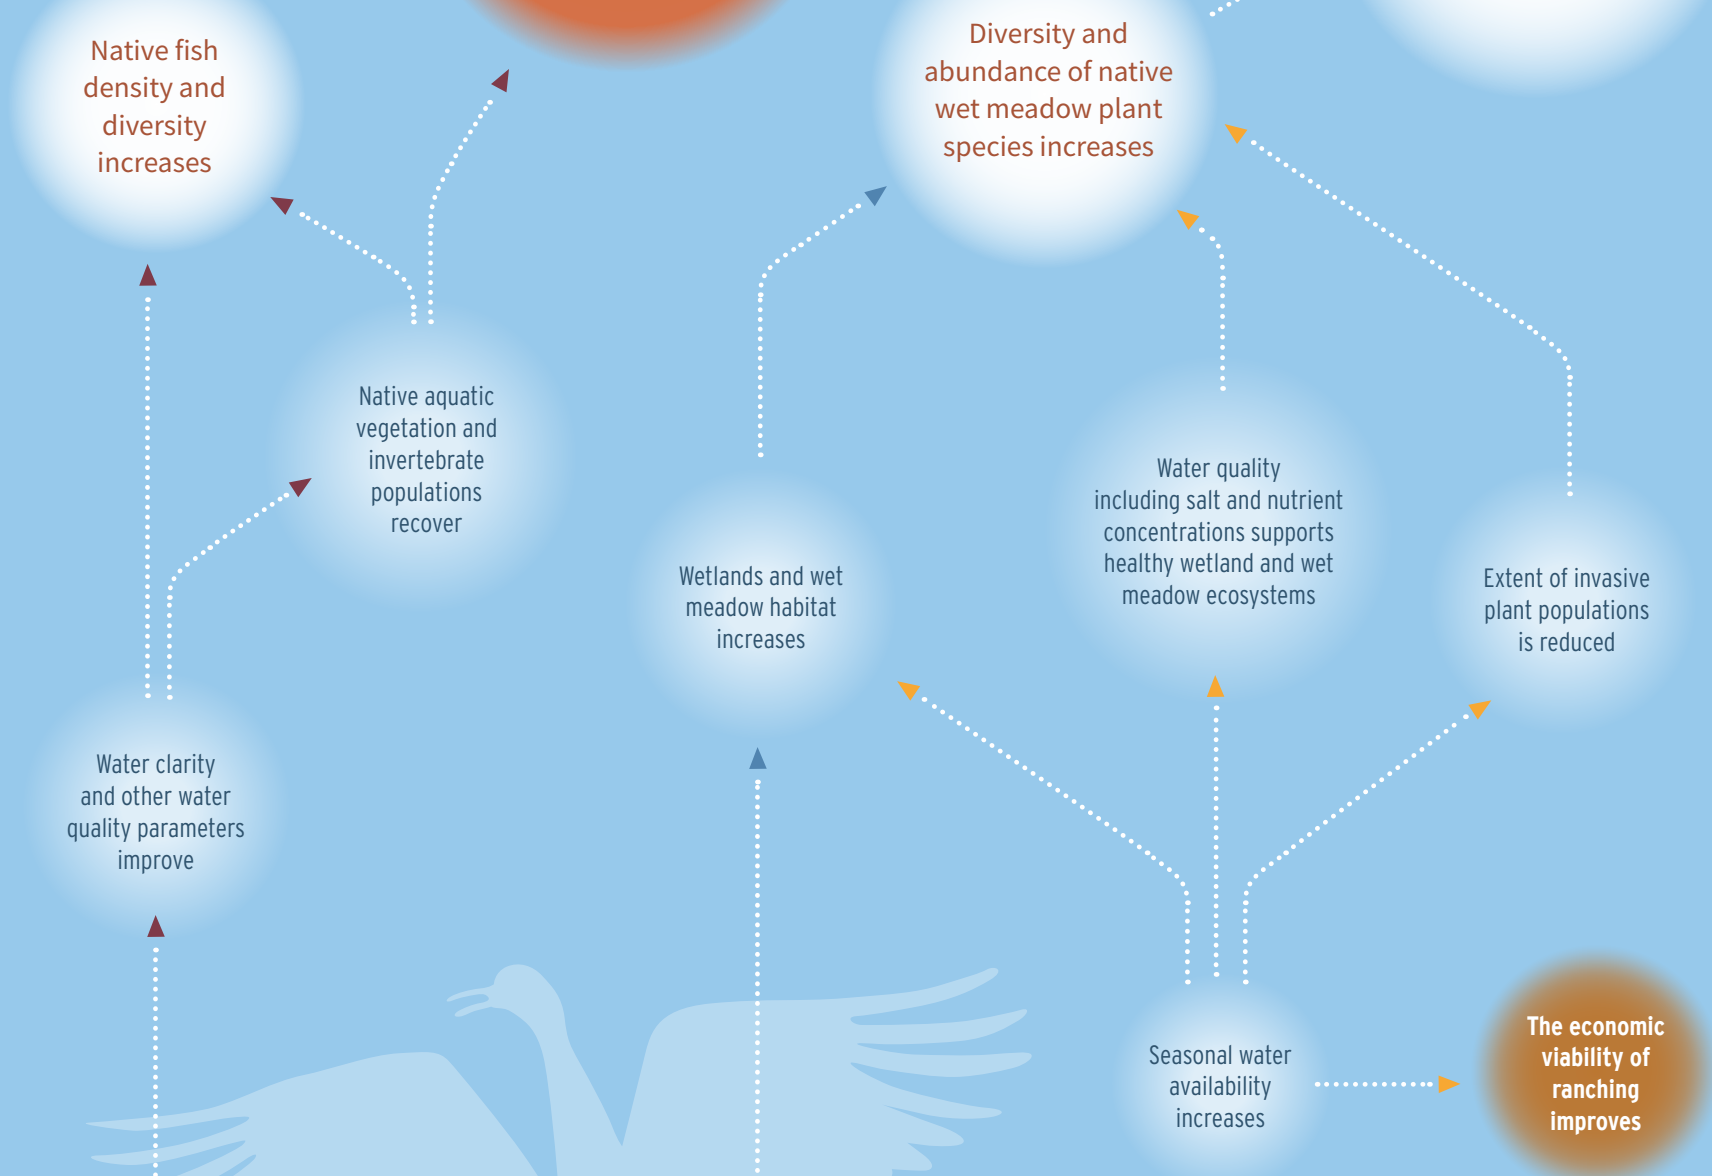 Native fish
density and
diversity
increases
Diversity and
abundance of native
wet meadow plant
species increases
Native aquatic
vegetation and
invertebrate
populations
recover
Water quality
including salt and nutrient
concentrations supports
healthy wetland and wet
meadow ecosystems
Wetlands and wet
meadow habitat
increases
Extent of invasive
plant populations
is reduced
Water clarity
and other water
quality parameters
improve
Seasonal water
availability
increases
The economic
viability of
ranching
improves